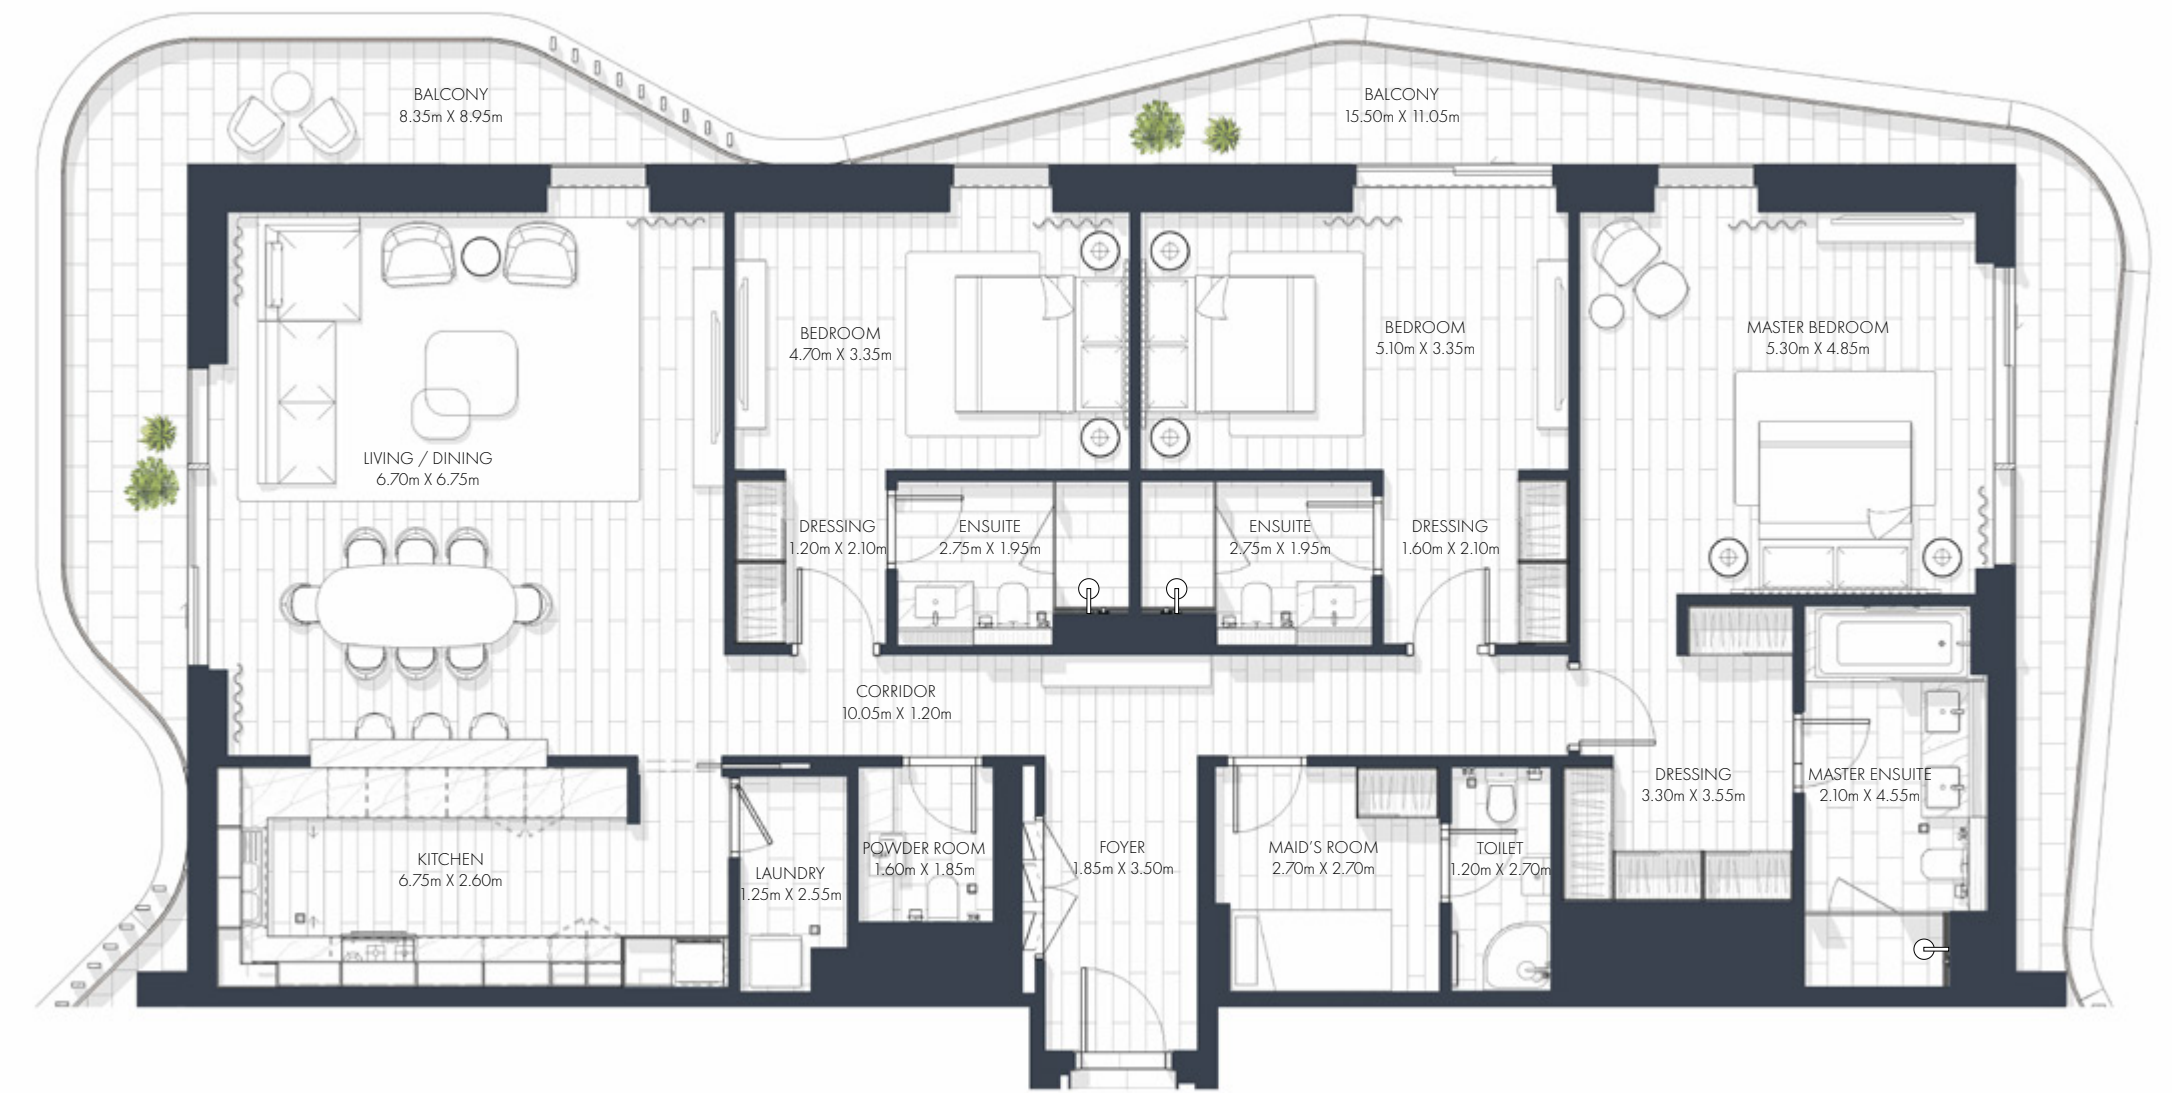 BALCONY
8.35m X 8.95m
BALCONY
15.50m X 11.05m
BEDROOM
4.70m X 3.35m
BEDROOM
5.10m X 3.35m
MASTER BEDROOM
5.30m X 4.85m
LIVING / DINING
6.70m X 6.75m
DRESSING
1.20m X 2.10m
ENSUITE
2.75m X 1.95m
ENSUITE
2.75m X 1.95m
DRESSING
1.60m X 2.10m
CORRIDOR
10.05m X 1.20m
DRESSING
3.30m X 3.55m
MASTER ENSUITE
2.10m X 4.55m
KITCHEN
6.75m X 2.60m
LAUNDRY
1.25m X 2.55m
POWDER ROOM
1.60m X 1.85m
FOYER
1.85m X 3.50m
MAID'S ROOM
2.70m X 2.70m
TOILET
1.20m X 2.70m